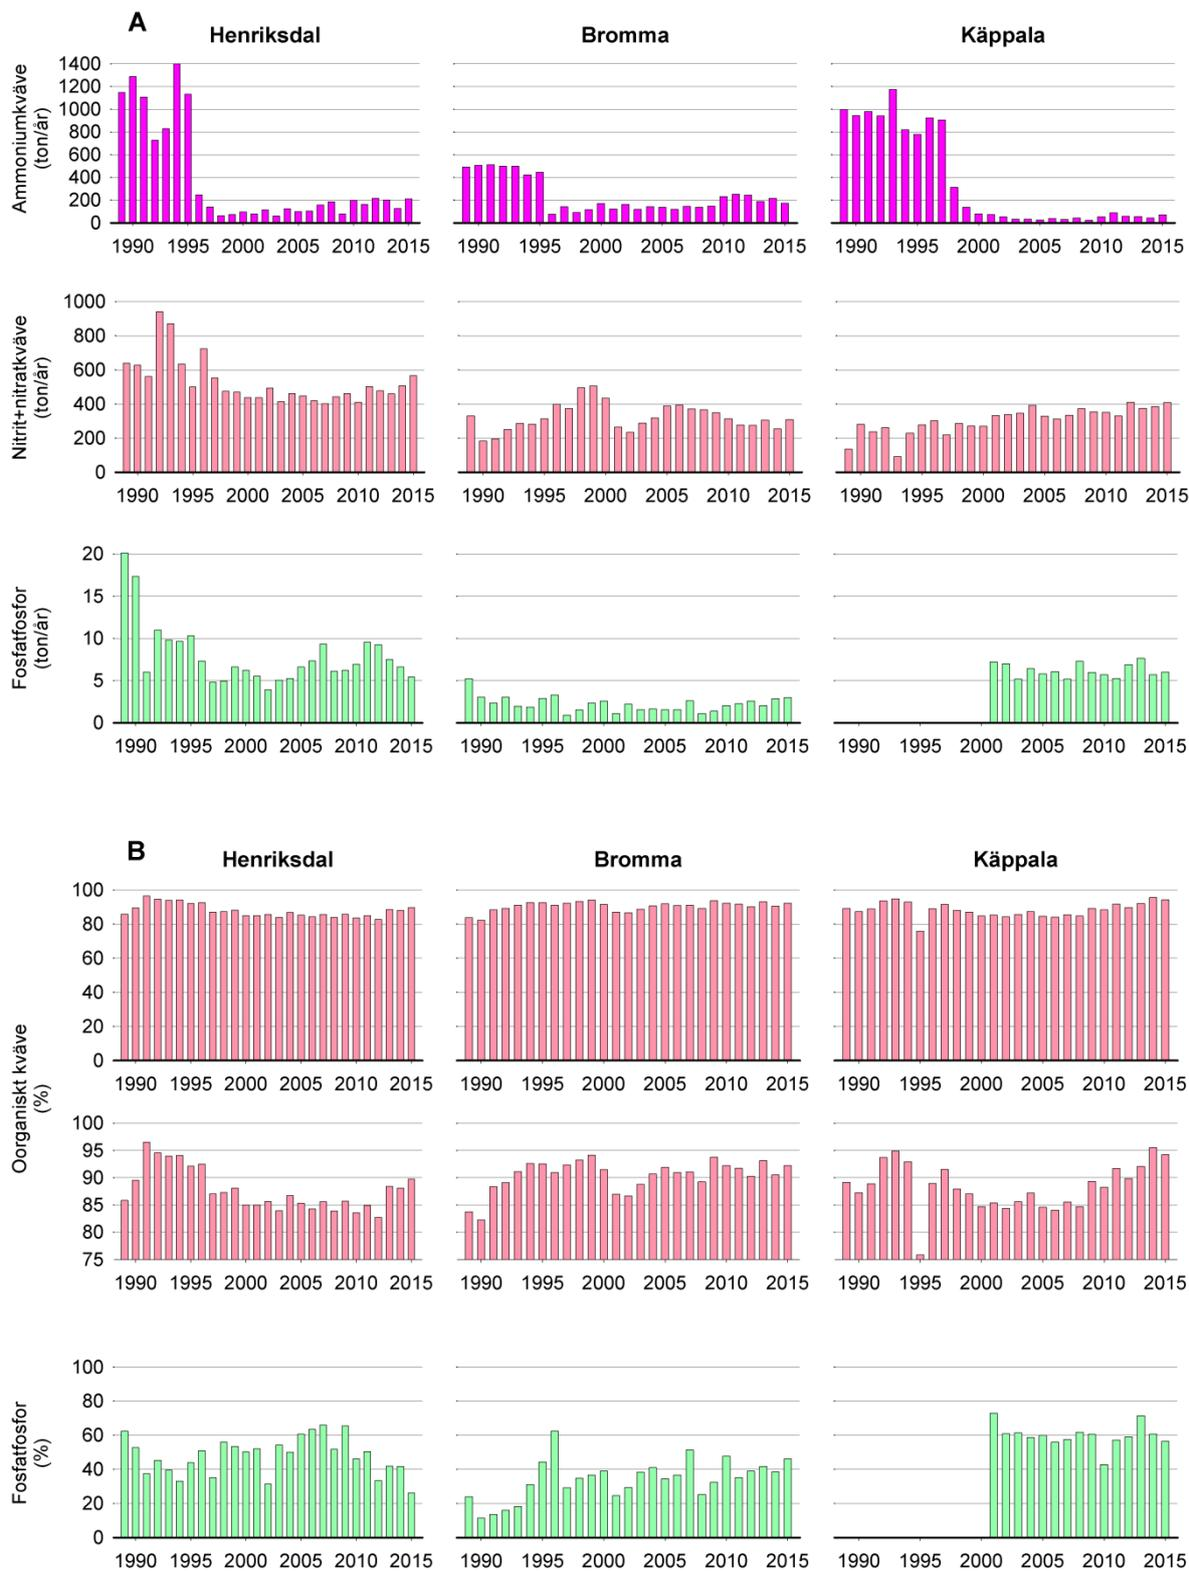 A
Henriksdal Bromma Käppala
Ammoniumkväve
(ton/år)
1400
1200
1000
800
600
400
200
0
1990 1995 2000 2005 2010 2015 1990 1995 2000 2005 2010 2015 1990 1995 2000 2005 2010 2015
Nitrit+nitratkväve
(ton/år)
1000
800
600
400
200
0
1990 1995 2000 2005 2010 2015 1990 1995 2000 2005 2010 2015 1990 1995 2000 2005 2010 2015
Fosfatfosfor
(ton/år)
20
15
10
5
0
1990 1995 2000 2005 2010 2015 1990 1995 2000 2005 2010 2015 1990 1995 2000 2005 2010 2015
B
Henriksdal Bromma Käppala
Oorganiskt kväve
(%)
100
80
60
40
20
0
1990 1995 2000 2005 2010 2015 1990 1995 2000 2005 2010 2015 1990 1995 2000 2005 2010 2015
100
95
90
85
80
75
1990 1995 2000 2005 2010 2015 1990 1995 2000 2005 2010 2015 1990 1995 2000 2005 2010 2015
Fosfatfosfor
(%)
100
80
60
40
20
0
1990 1995 2000 2005 2010 2015 1990 1995 2000 2005 2010 2015 1990 1995 2000 2005 2010 2015